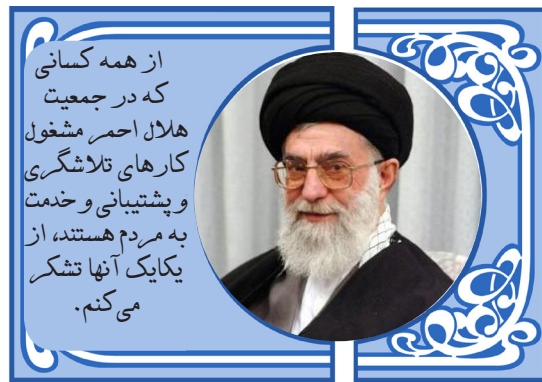 از همه کسانی
که در جمعیت
هلال احمر مشغول
کارهای تلاشگری
و پشتیبانی و خدمت
به مردم هستند، از
یکایک آنها تشکر
می‌کنم.